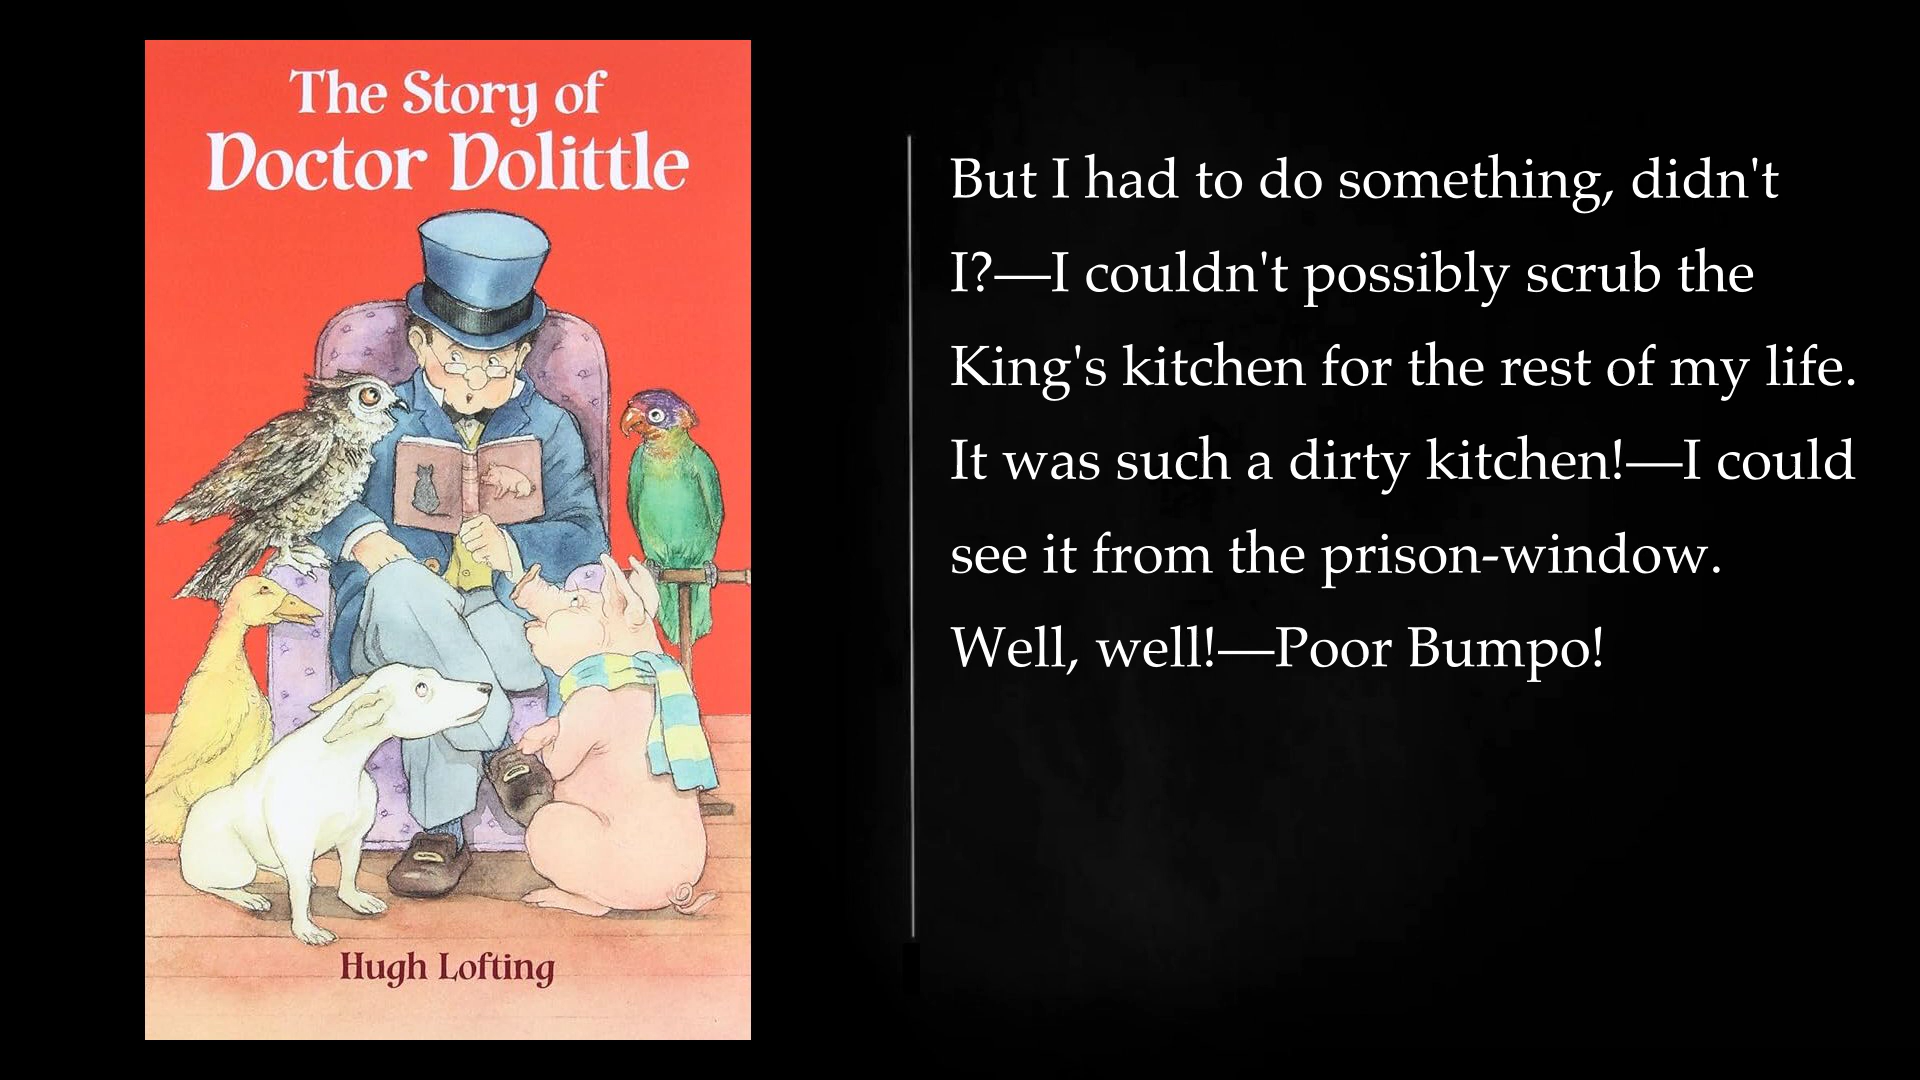 The Story of
Doctor Dolittle
Hugh Lofting
But I had to do something, didn't
I?—I couldn't possibly scrub the
King's kitchen for the rest of my life.
It was such a dirty kitchen!—I could
see it from the prison-window.
Well, well!—Poor Bumpo!